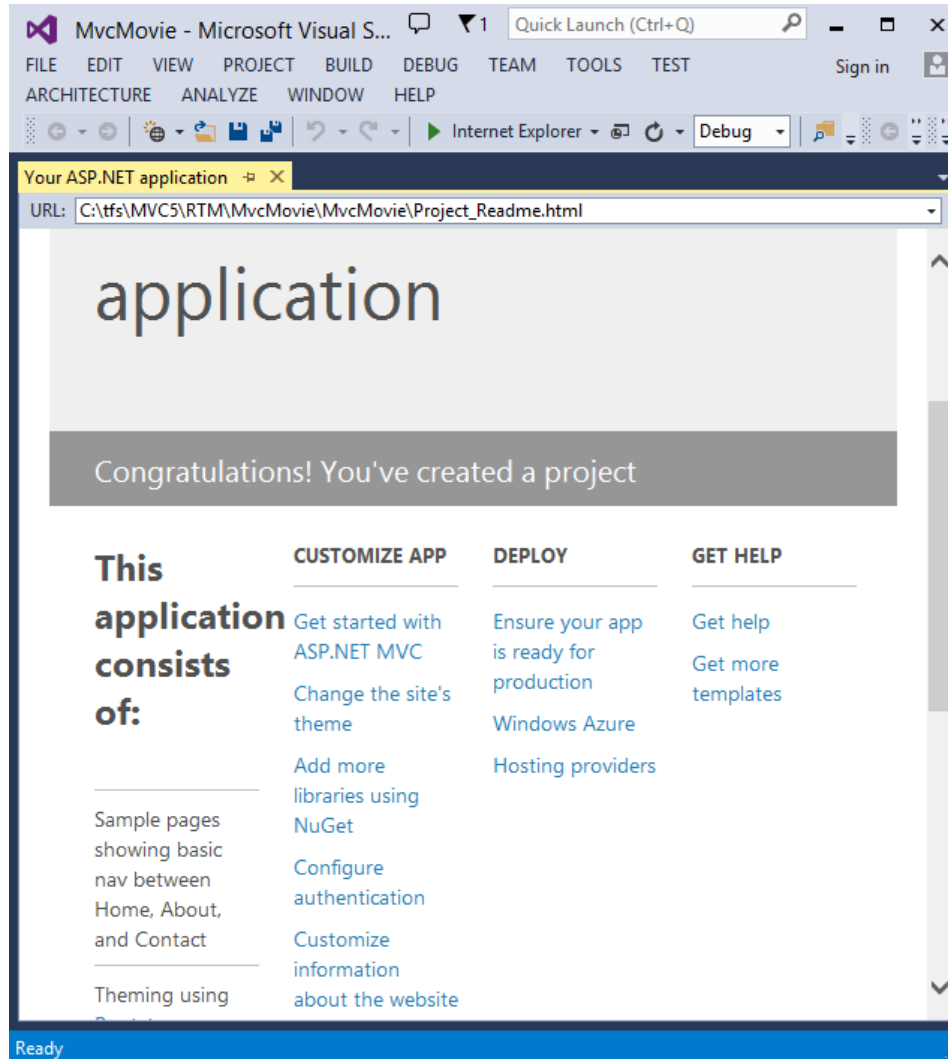 MvcMovie - Microsoft Visual S...
1
Quick Launch (Ctrl+Q)
FILE EDIT VIEW PROJECT BUILD DEBUG TEAM TOOLS TEST
Sign in
ARCHITECTURE ANALYZE WINDOW HELP
Internet Explorer
Debug
Your ASP.NET application
URL: C:\tfs\MVC5\RTM\MvcMovie\MvcMovie\Project_Readme.html
application
Congratulations! You've created a project
This
application
consists
of:
Sample pages
showing basic
nav between
Home, About,
and Contact
Theming using
CUSTOMIZE APP
Get started with
ASP.NET MVC
Change the site's
theme
Add more
libraries using
NuGet
Configure
authentication
Customize
information
about the website
DEPLOY
Ensure your app
is ready for
production
Windows Azure
Hosting providers
GET HELP
Get help
Get more
templates
Ready